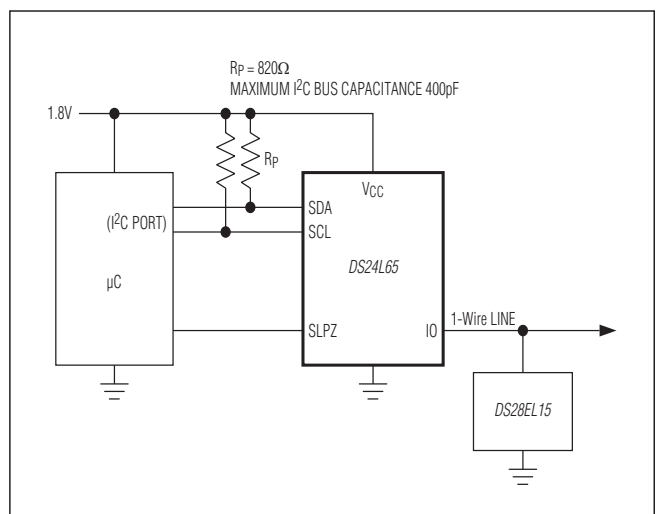 RP = 820Ω
MAXIMUM I²C BUS CAPACITANCE 400pF
1.8V
RP
VCC
(I²C PORT)
SDA
SCL
DS24L65
µC
SLPZ
IO
1-Wire LINE
DS28EL15